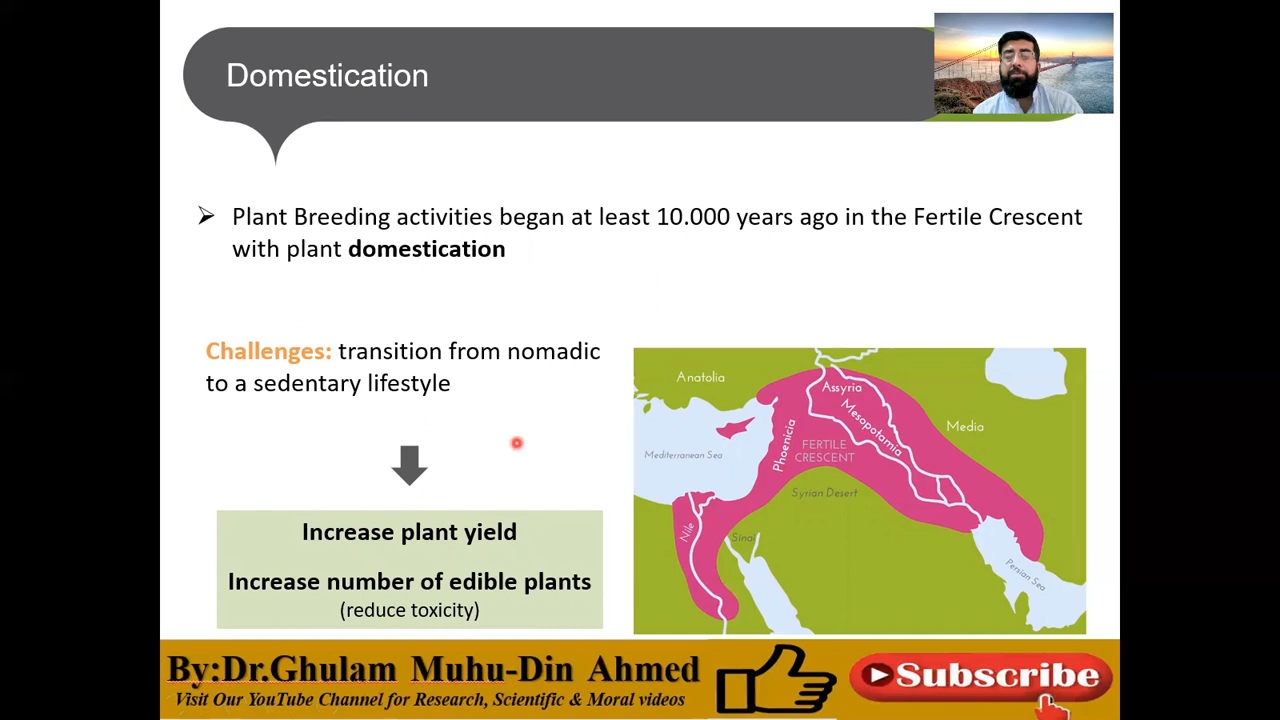 Domestication
Plant Breeding activities began at least 10.000 years ago in the Fertile Crescent
with plant domestication
Challenges: transition from nomadic
to a sedentary lifestyle
Increase plant yield
Increase number of edible plants
(reduce toxicity)
Anatolia
Assyria
Mesopotamia
Media
Phoenicia
FERTILE
CRESCENT
Mediterranean Sea
Syrian Desert
Nile
Sinai
Persian Sea
By:Dr.Ghulam Muhu-Din Ahmed
Visit Our YouTube Channel for Research, Scientific & Moral videos
Subscribe